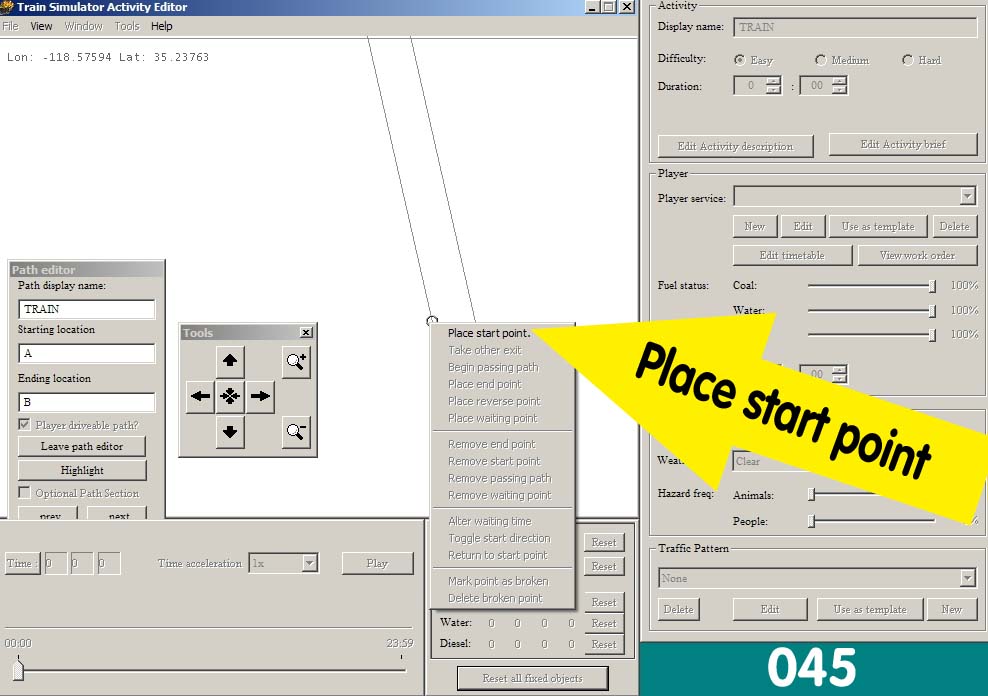 Train Simulator Activity Editor
File View Window Tools Help
Lon: -118.57594 Lat: 35.23763
Path editor
Path display name:
TRAIN
Starting location
A
Ending location
B
Player driveable path?
Leave path editor
Highlight
Optional Path Section
prev next
Tools
Place start point.
Take other exit
Begin passing path
Place end point
Place reverse point
Place waiting point
Remove end point
Remove start point
Remove passing path
Remove waiting point
Alter waiting time
Toggle start direction
Return to start point
Mark point as broken
Delete broken point
Time : 0 0 0 Time acceleration 1x Play
00:00 23:59
Reset
Reset
Reset
Water: 0 0 0 0 Reset
Diesel: 0 0 0 0 Reset
Reset all fixed objects
Activity
Display name: TRAIN
Difficulty: Easy Medium Hard
Duration: 0 : 00
Edit Activity description Edit Activity brief
Player
Player service:
New Edit Use as template Delete
Edit timetable View work order
Fuel status: Coal: 100%
Water: 100%
100%
00
Place start point
Clear
Hazard freq: Animals:
People: %
Traffic Pattern
None
Delete Edit Use as template New
045